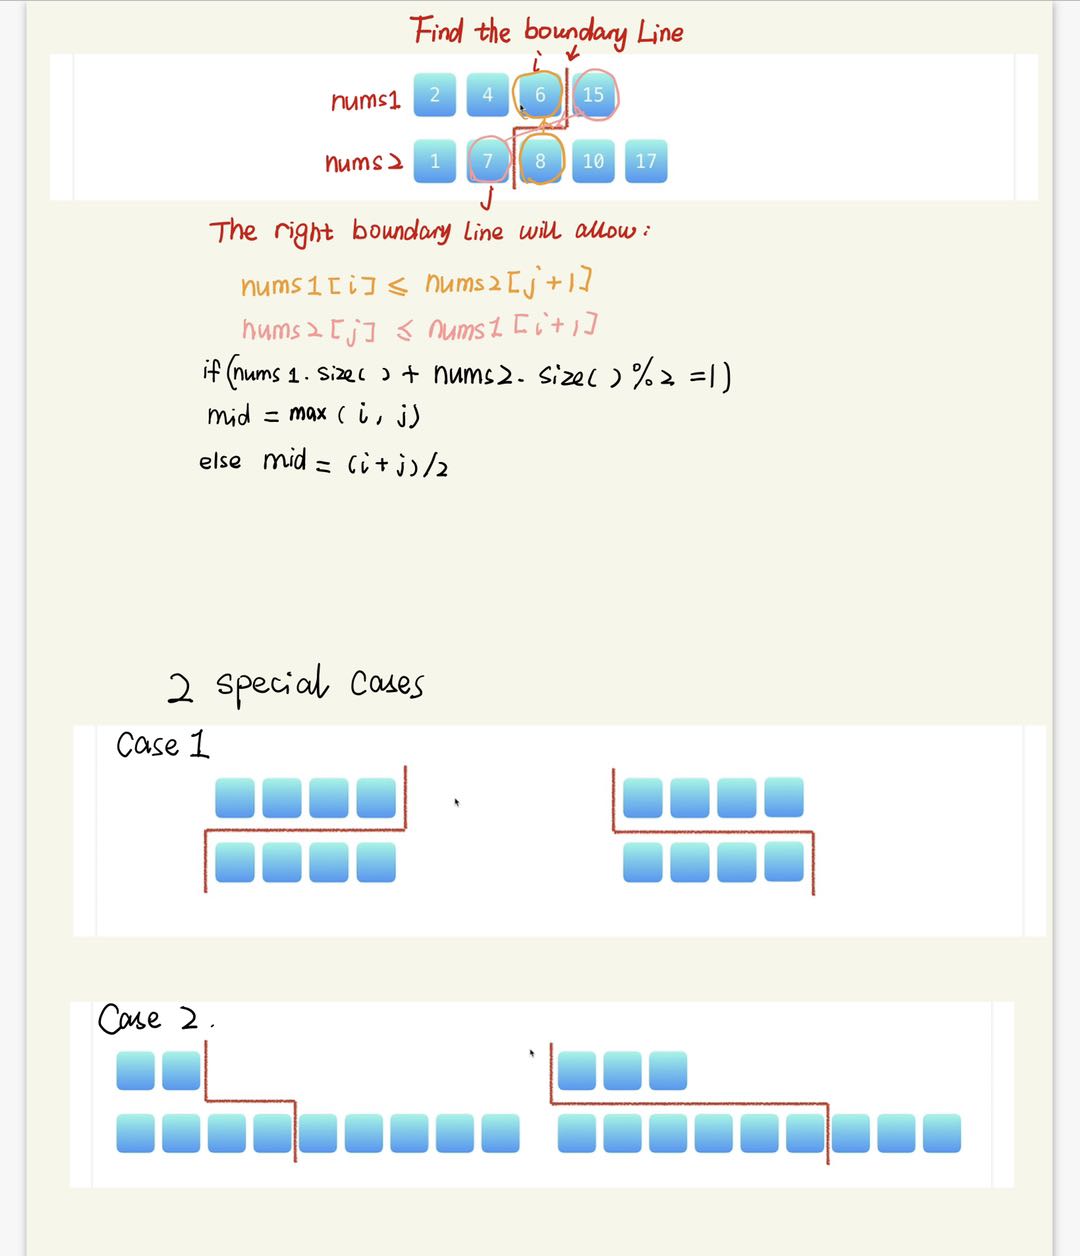 Find the boundary Line
i
nums1 2 4 6 15
nums2 1 7 8 10 17
j
The right boundary Line will allow:
nums1[i] ≤ nums2[j+1]
nums2[j] ≤ nums1[i+1]
if(nums1.size() + nums2.size()%2 =1)
mid = max(i, j)
else mid = (i+j)/2
2 special cases
Case 1
Case 2.